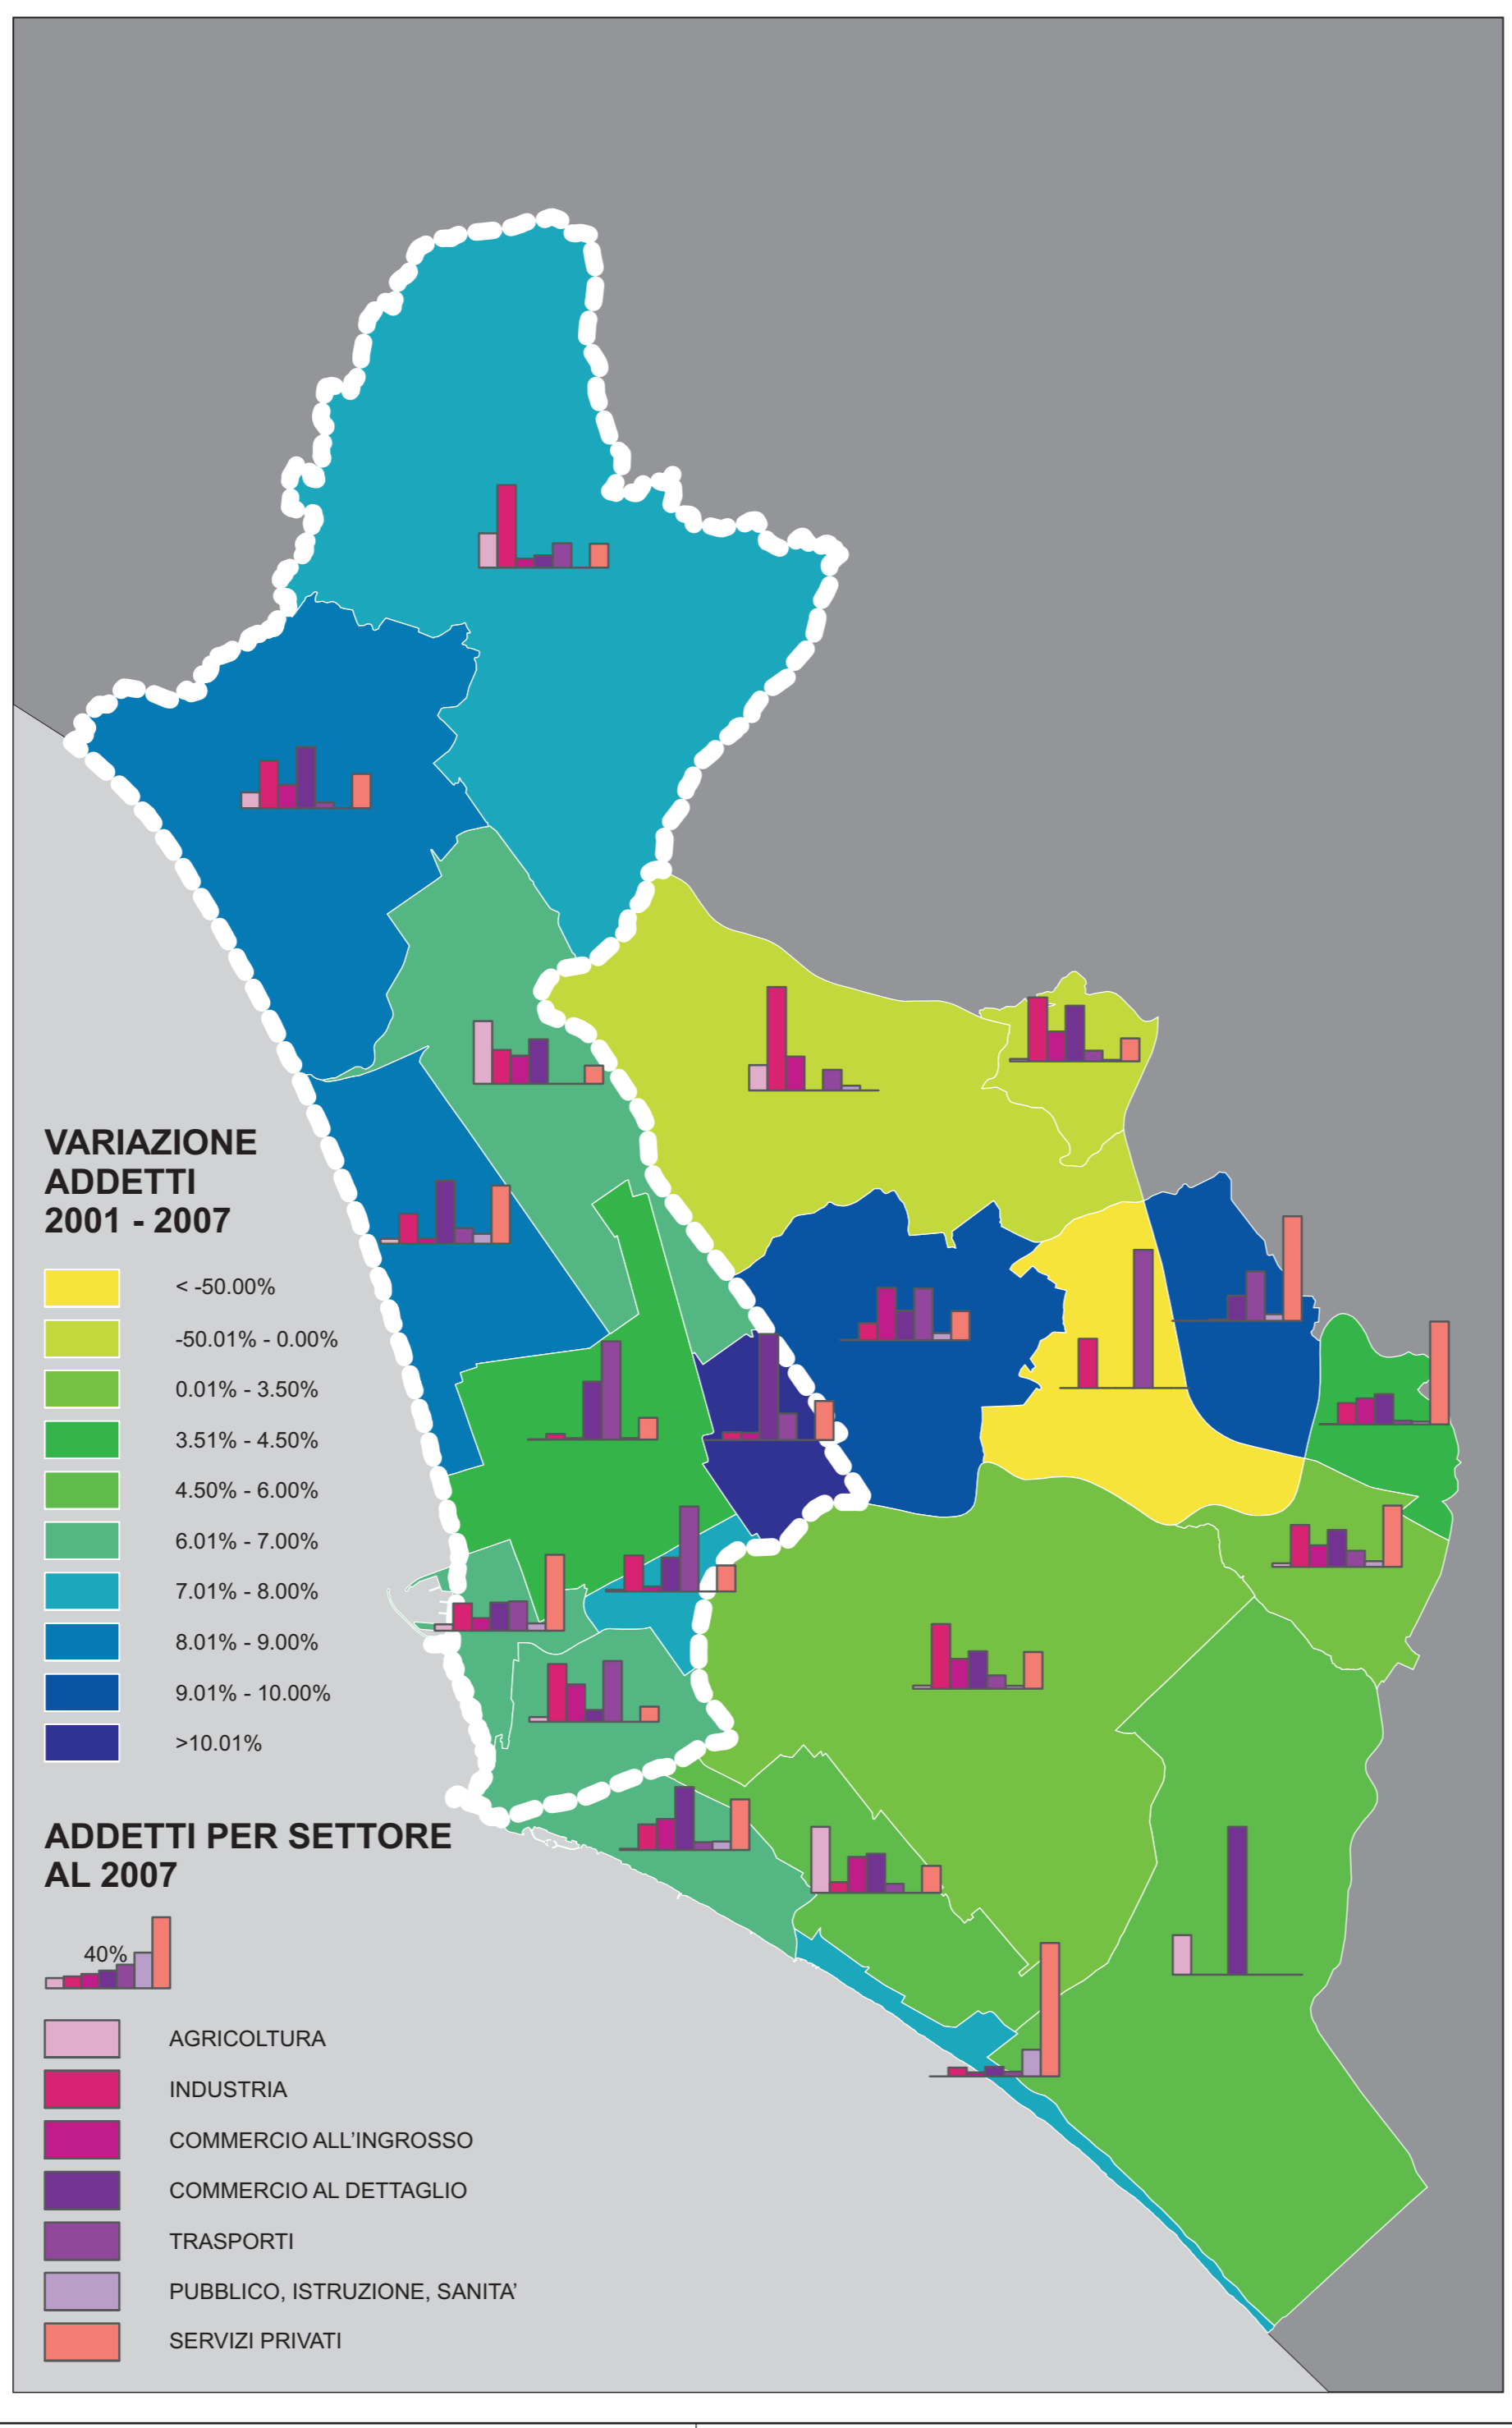 VARIAZIONE
ADDETTI
2001 - 2007
< -50.00%
-50.01% - 0.00%
0.01% - 3.50%
3.51% - 4.50%
4.50% - 6.00%
6.01% - 7.00%
7.01% - 8.00%
8.01% - 9.00%
9.01% - 10.00%
>10.01%
ADDETTI PER SETTORE
AL 2007
40%
AGRICOLTURA
INDUSTRIA
COMMERCIO ALL'INGROSSO
COMMERCIO AL DETTAGLIO
TRASPORTI
PUBBLICO, ISTRUZIONE, SANITA'
SERVIZI PRIVATI